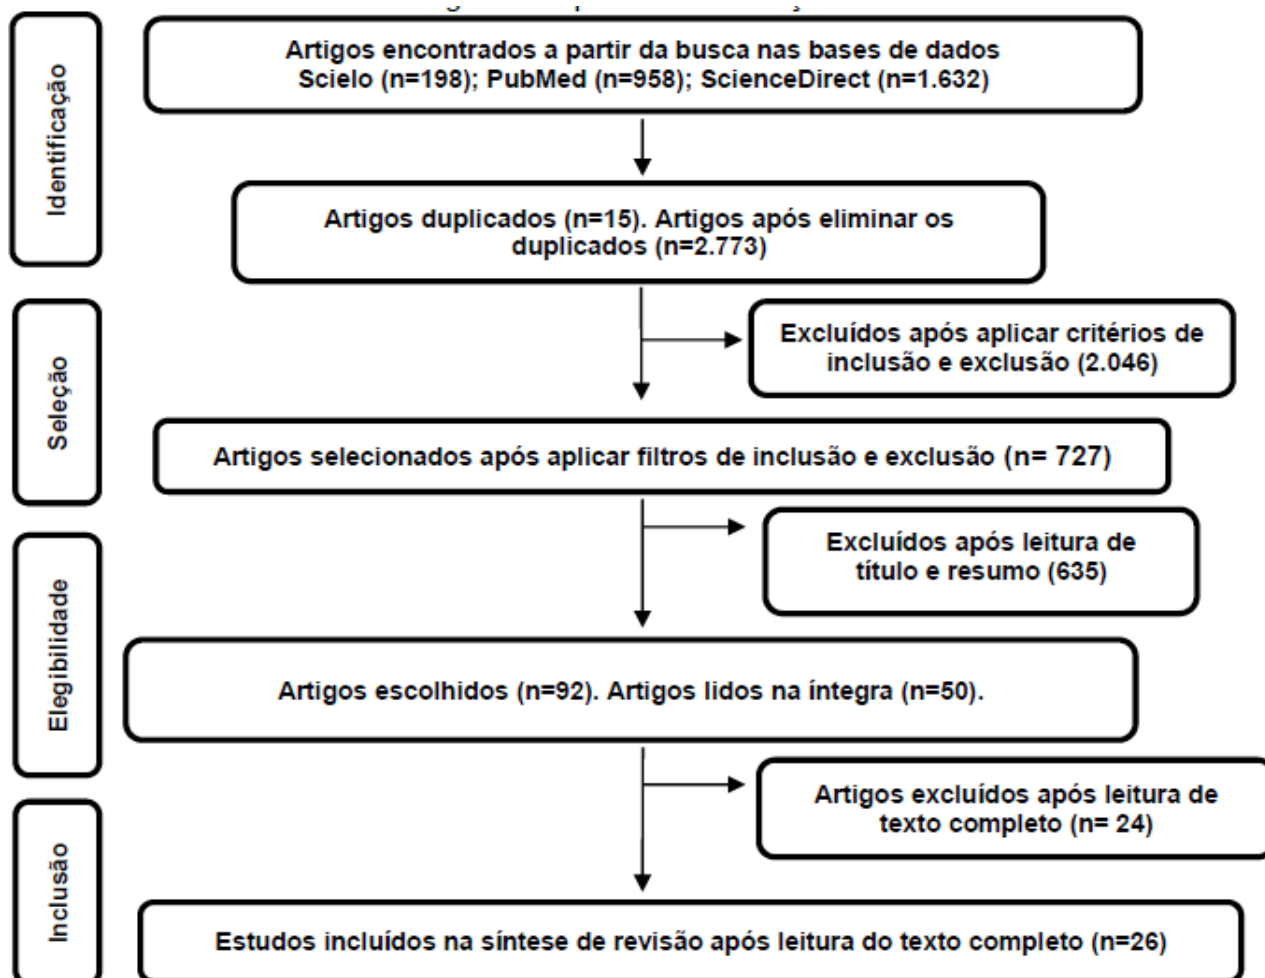 Identificação
Artigos encontrados a partir da busca nas bases de dados
Scielo (n=198); PubMed (n=958); ScienceDirect (n=1.632)
Artigos duplicados (n=15). Artigos após eliminar os
duplicados (n=2.773)
Seleção
Excluídos após aplicar critérios de
inclusão e exclusão (2.046)
Artigos selecionados após aplicar filtros de inclusão e exclusão (n= 727)
Elegibilidade
Excluídos após leitura de
título e resumo (635)
Artigos escolhidos (n=92). Artigos lidos na íntegra (n=50).
Inclusão
Artigos excluídos após leitura de
texto completo (n= 24)
Estudos incluídos na síntese de revisão após leitura do texto completo (n=26)